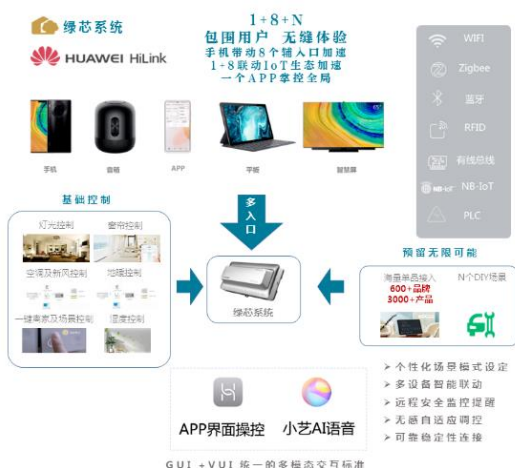 绿芯系统
HUAWEI HiLink
1+8+N
包围用户 无缝体验
手机带动8个辅入口加速
1+8联动IoT生态加速
一个APP掌控全局
手机
音箱
APP
平板
智慧屏
WIFI
Zigbee
蓝牙
RFID
有线总线
NB-IoT NB-IoT
PLC
多入口
基础控制
灯光控制
窗帘控制
空调及新风控制
地暖控制
一键离家及场景控制
湿度控制
绿芯系统
预留无限可能
海量单品接入
600+品牌
3000+产品
N个DIY场景
APP界面操控
小艺AI语音
GUI +VUI 统一的多模态交互标准
➢ 个性化场景模式设定
➢ 多设备智能联动
➢ 远程安全监控提醒
➢ 无感自适应调控
➢ 可靠稳定性连接